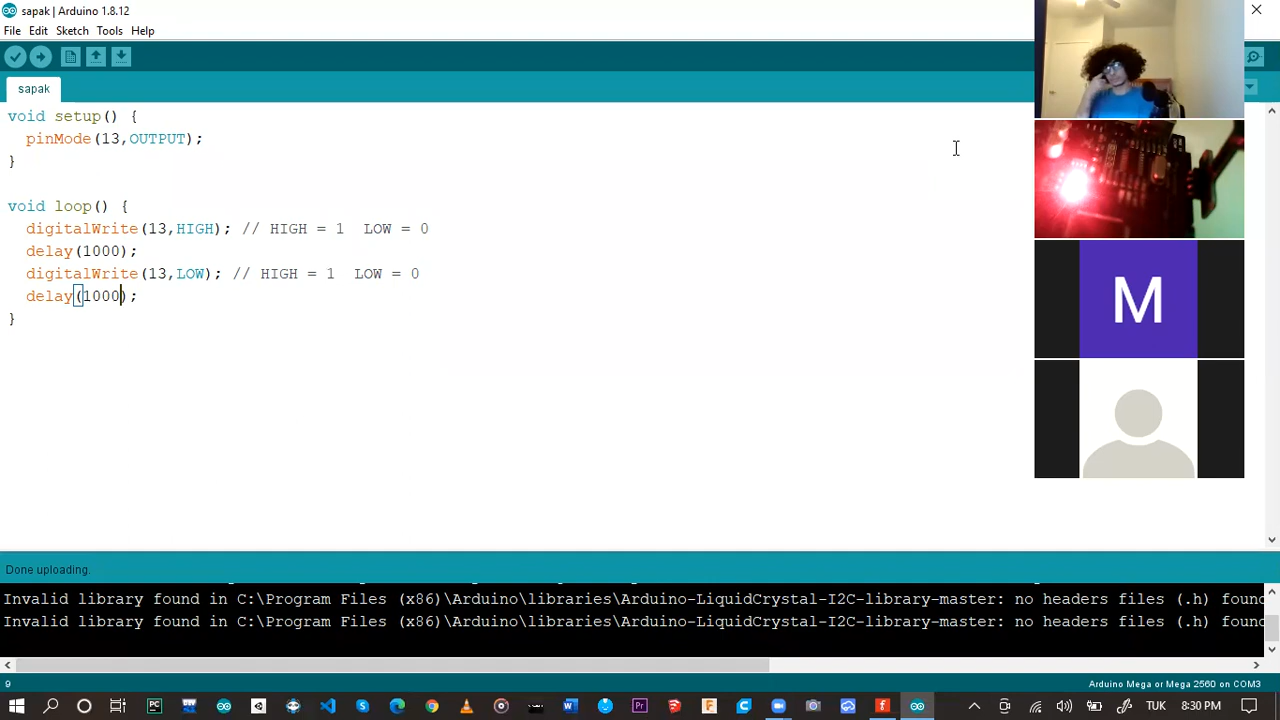 sapak | Arduino 1.8.12
File Edit Sketch Tools Help
sapak
void setup() {
pinMode(13,OUTPUT);
}
void loop() {
digitalWrite(13,HIGH); // HIGH = 1 LOW = 0
delay(1000);
digitalWrite(13,LOW); // HIGH = 1 LOW = 0
delay(1000);
}
M
Done uploading.
Invalid library found in C:\Program Files (x86)\Arduino\libraries\Arduino-LiquidCrystal-I2C-library-master: no headers files (.h) found
Invalid library found in C:\Program Files (x86)\Arduino\libraries\Arduino-LiquidCrystal-I2C-library-master: no headers files (.h) found
9
Arduino Mega or Mega 2560 on COM3
TUK 8:30 PM